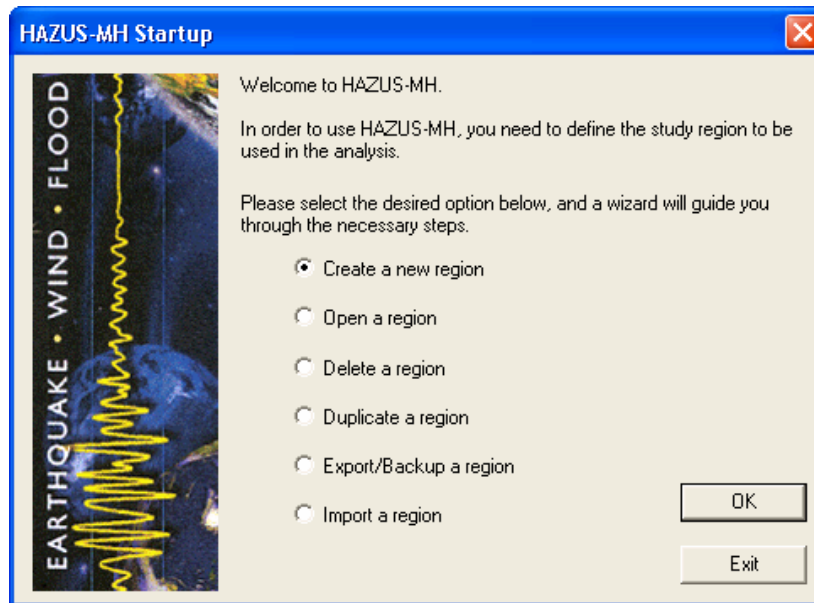 HAZUS-MH Startup
EARTHQUAKE • WIND • FLOOD
Welcome to HAZUS-MH.
In order to use HAZUS-MH, you need to define the study region to be
used in the analysis.
Please select the desired option below, and a wizard will guide you
through the necessary steps.
Create a new region
Open a region
Delete a region
Duplicate a region
Export/Backup a region
Import a region
OK
Exit